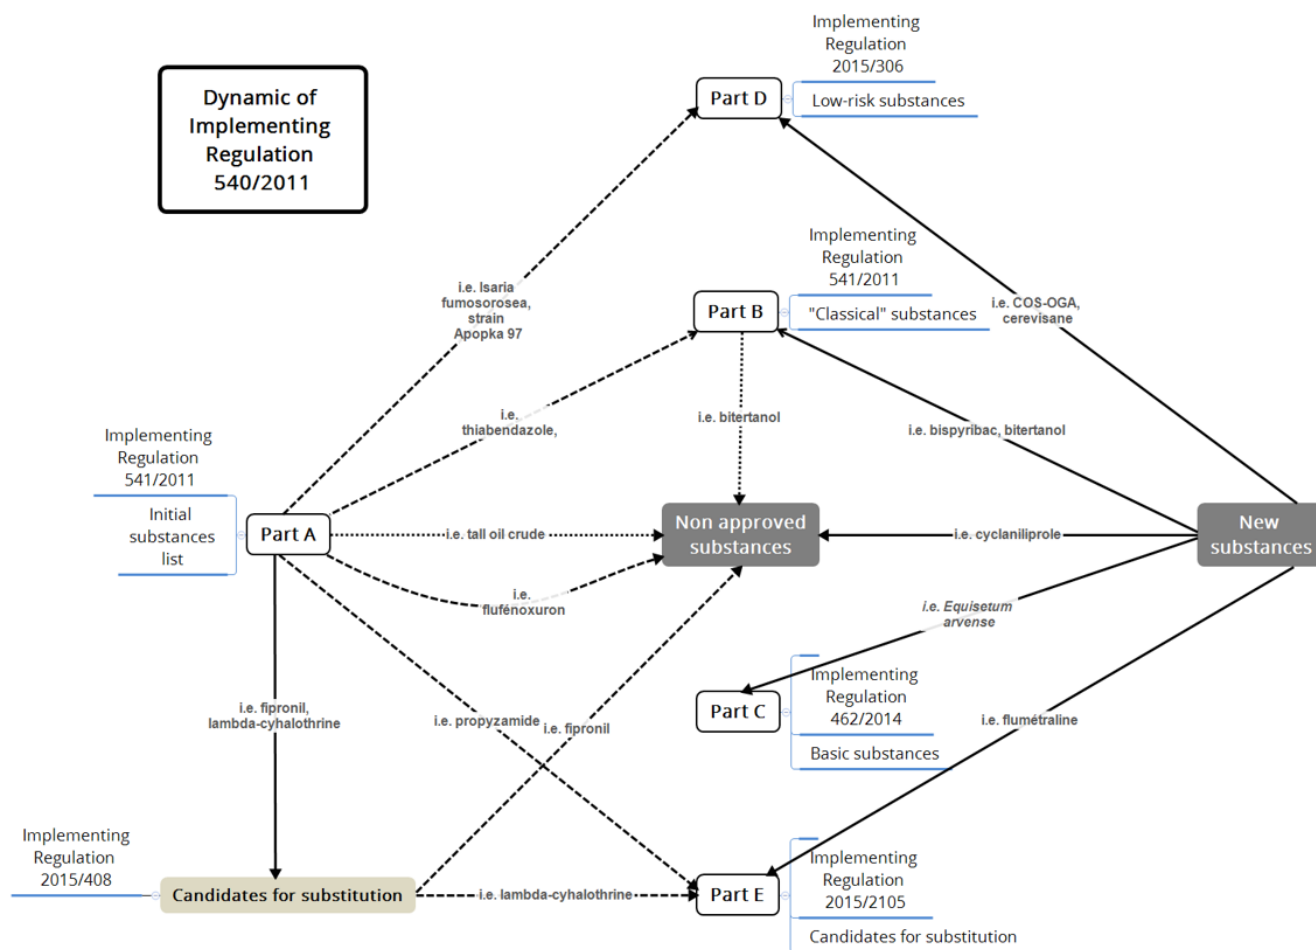 Dynamic of
Implementing
Regulation
540/2011
Implementing
Regulation
2015/306
Part D
Low-risk substances
i.e. Isaria
fumosorosea,
strain
Apopka 97
Implementing
Regulation
541/2011
Part B
"Classical" substances
i.e. COS-OGA,
cerevisane
i.e.
thiabendazole,
i.e. bitertanol
i.e. bispyribac, bitertanol
Implementing
Regulation
541/2011
Initial
substances
list
Part A
i.e. tall oil crude
Non approved
substances
i.e. cyclaniliprole
New
substances
i.e.
flufénoxuron
i.e. Equisetum
arvense
i.e. fipronil,
lambda-cyhalothrine
i.e. propyzamide
i.e. fipronil
Part C
Implementing
Regulation
462/2014
Basic substances
i.e. flumétraline
Implementing
Regulation
2015/408
Candidates for substitution
i.e. lambda-cyhalothrine
Part E
Implementing
Regulation
2015/2105
Candidates for substitution